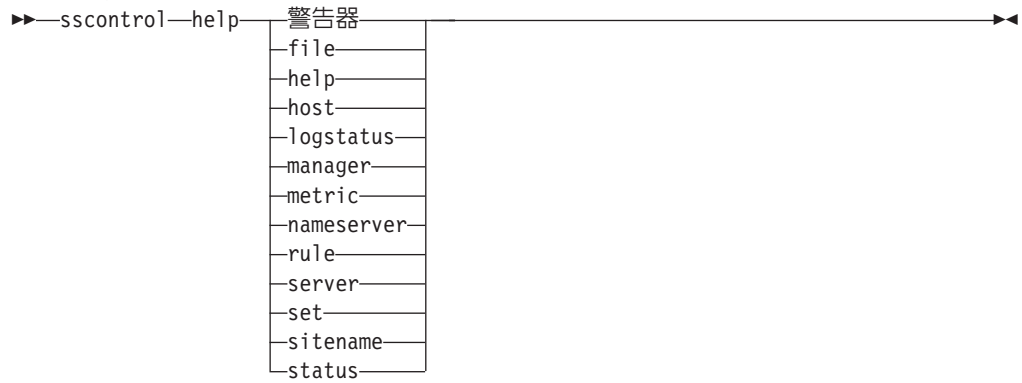 sscontrol help 警告器
file
help
host
logstatus
manager
metric
nameserver
rule
server
set
sitename
status